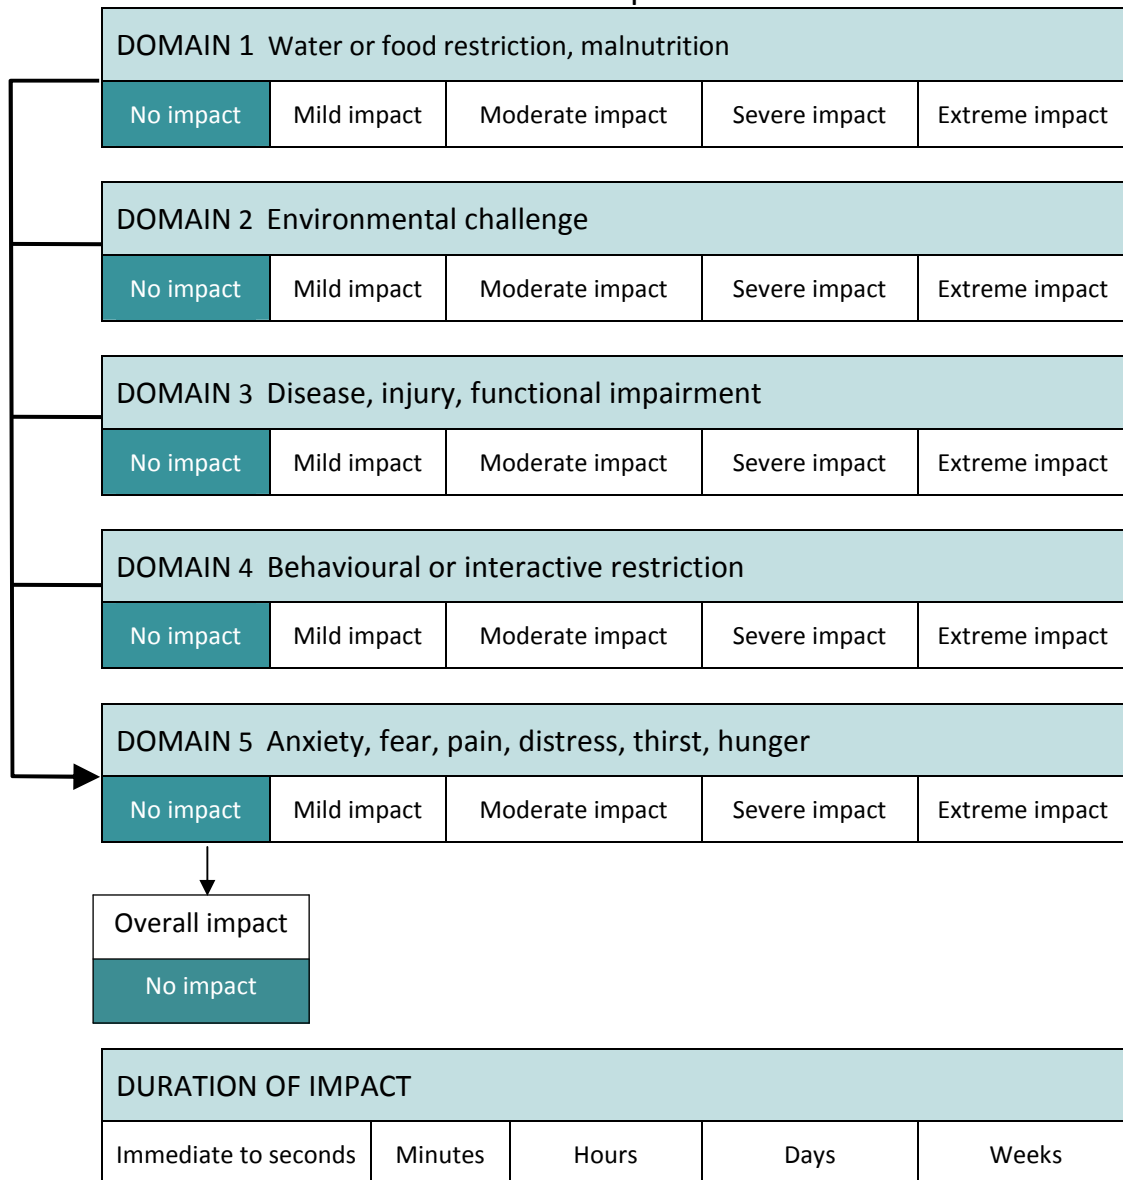 DOMAIN 1 Water or food restriction, malnutrition
No impact Mild impact Moderate impact Severe impact Extreme impact
DOMAIN 2 Environmental challenge
No impact Mild impact Moderate impact Severe impact Extreme impact
DOMAIN 3 Disease, injury, functional impairment
No impact Mild impact Moderate impact Severe impact Extreme impact
DOMAIN 4 Behavioural or interactive restriction
No impact Mild impact Moderate impact Severe impact Extreme impact
DOMAIN 5 Anxiety, fear, pain, distress, thirst, hunger
No impact Mild impact Moderate impact Severe impact Extreme impact
Overall impact
No impact
DURATION OF IMPACT
Immediate to seconds Minutes Hours Days Weeks